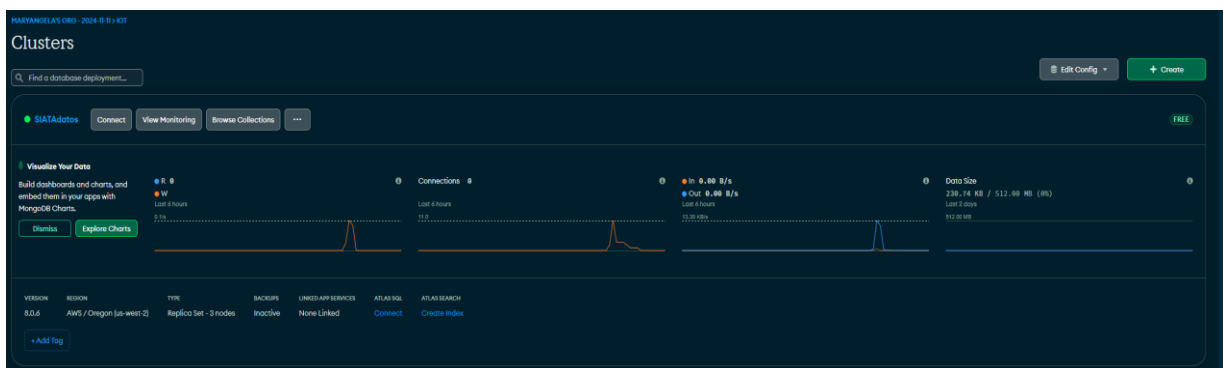 MARYANGELA'S ORG - 2024-11-11 > IOT
Clusters
Find a database deployment...
Edit Config
+ Create
SIATAdatos
Connect
View Monitoring
Browse Collections
...
FREE
Visualize Your Data
Build dashboards and charts, and
embed them in your apps with
MongoDB Charts.
Dismiss
Explore Charts
R 0
W
Last 6 hours
0.1/s
Connections 0
Last 6 hours
11.0
In 0.00 B/s
Out 0.00 B/s
Last 6 hours
Data Size
230.74 KB / 512.00 MB (0%)
Last 2 days
512.00 MB
VERSION
8.0.6
REGION
AWS / Oregon (us-west-2)
TYPE
Replica Set - 3 nodes
BACKUPS
Inactive
LINKED APP SERVICES
None Linked
ATLAS SQL
Connect
ATLAS SEARCH
Create Index
+ Add Tag